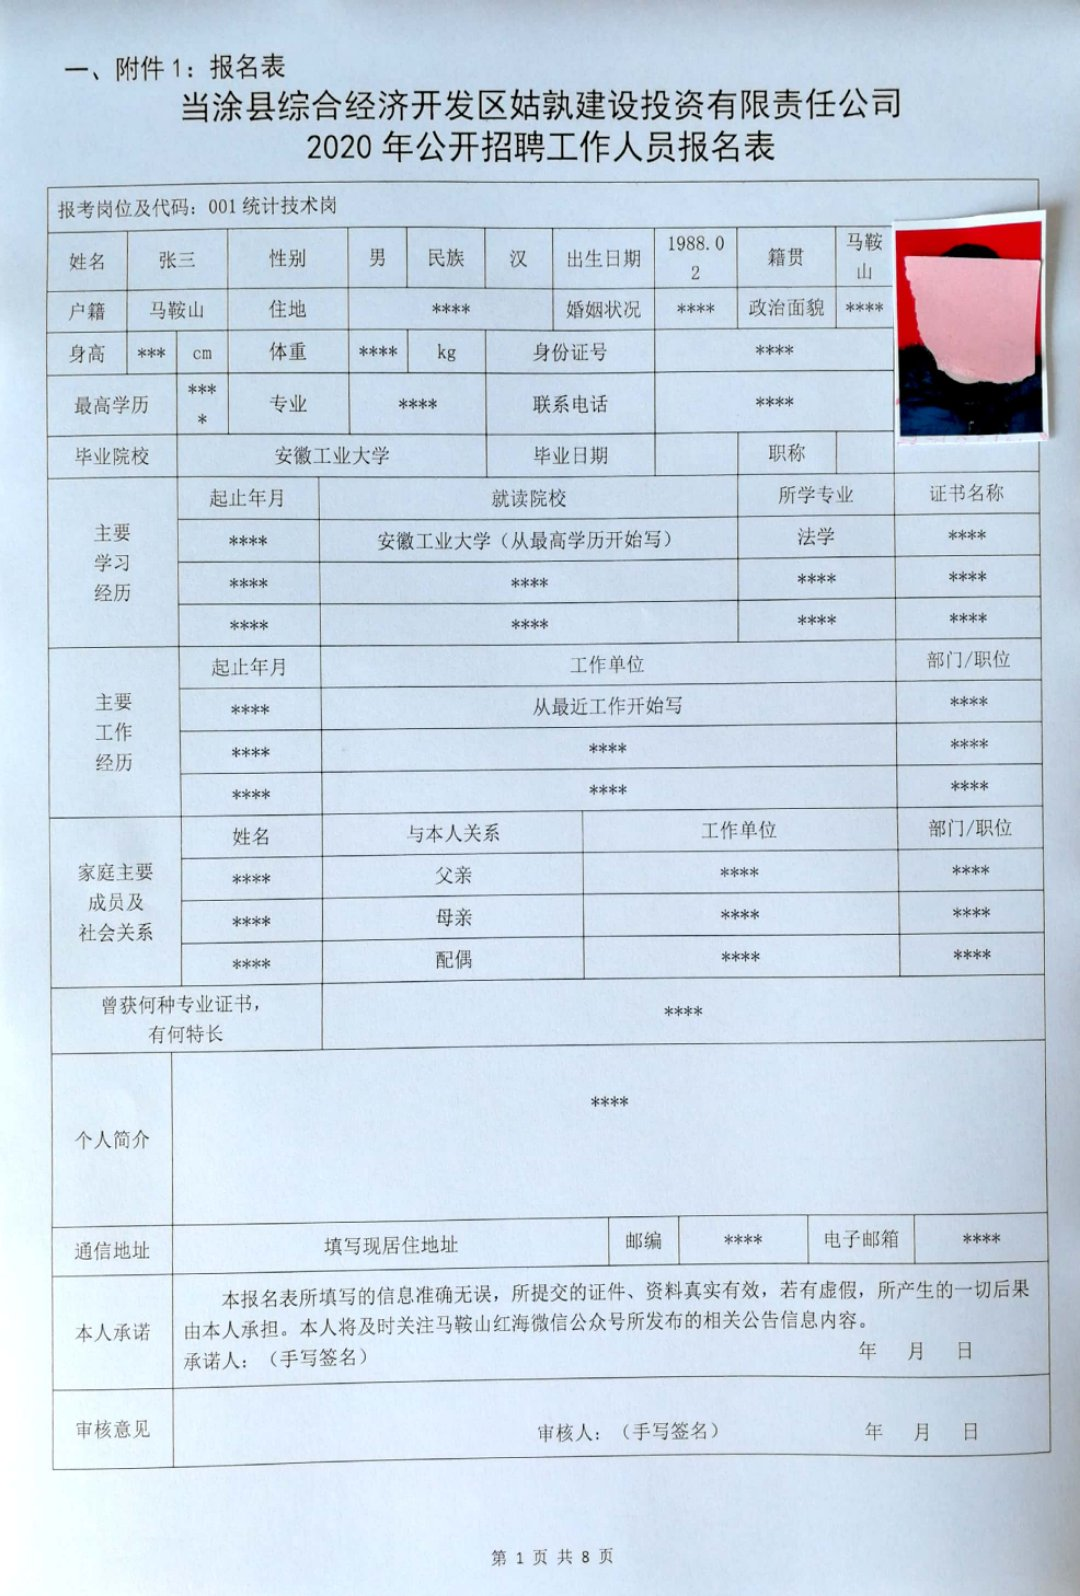 一、附件 1：报名表
当涂县综合经济开发区姑孰建设投资有限责任公司
2020 年公开招聘工作人员报名表
报考岗位及代码：001 统计技术岗
姓名 张三 性别 男 民族 汉 出生日期 1988.02 籍贯 马鞍山
户籍 马鞍山 住地 **** 婚姻状况 **** 政治面貌 ****
身高 *** cm 体重 **** kg 身份证号 ****
最高学历 **** 专业 **** 联系电话 ****
毕业院校 安徽工业大学 毕业日期 职称
主要学习经历
起止年月 就读院校 所学专业 证书名称
**** 安徽工业大学（从最高学历开始写） 法学 ****
**** **** **** ****
**** **** **** ****
主要工作经历
起止年月 工作单位 部门/职位
**** 从最近工作开始写 ****
**** **** ****
**** **** ****
家庭主要成员及社会关系
姓名 与本人关系 工作单位 部门/职位
**** 父亲 **** ****
**** 母亲 **** ****
**** 配偶 **** ****
曾获何种专业证书，
有何特长 ****
个人简介 ****
通信地址 填写现居住地址 邮编 **** 电子邮箱 ****
本人承诺
本报名表所填写的信息准确无误，所提交的证件、资料真实有效，若有虚假，所产生的一切后果
由本人承担。本人将及时关注马鞍山红海微信公众号所发布的相关公告信息内容。
承诺人：（手写签名） 年 月 日
审核意见 审核人：（手写签名） 年 月 日
第 1 页 共 8 页